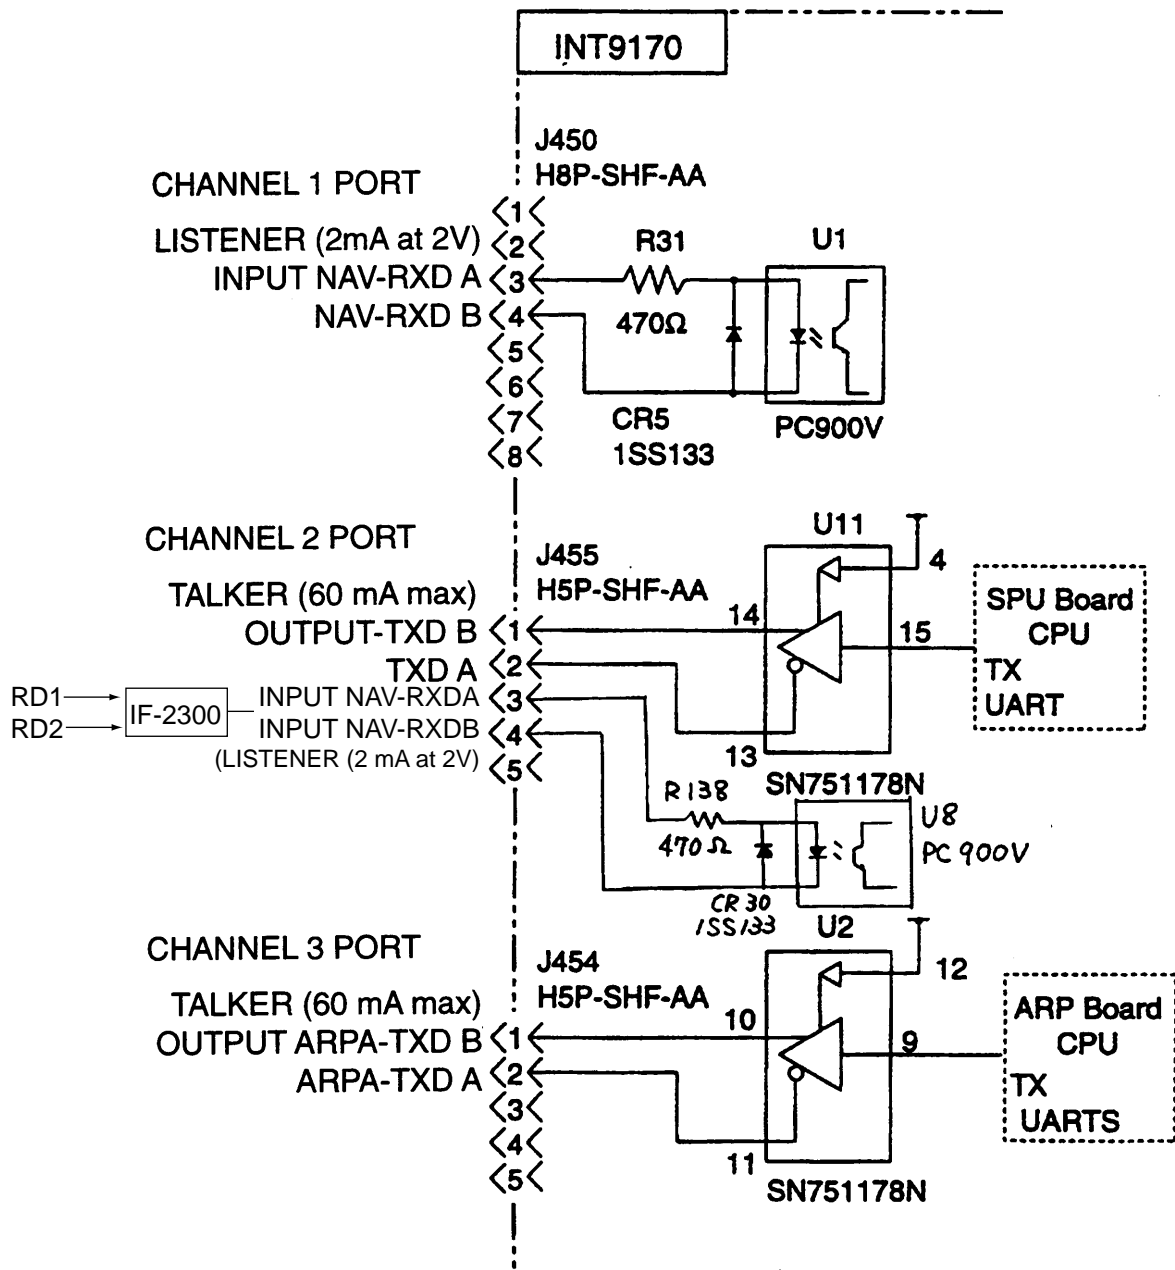 INT9170
J450
H8P-SHF-AA
CHANNEL 1 PORT
1
LISTENER (2mA at 2V) 2
R31
U1
INPUT NAV-RXD A 3
NAV-RXD B 4
470Ω
5
6
7
CR5
PC900V
8
1SS133
CHANNEL 2 PORT
U11
J455
4
TALKER (60 mA max)
H5P-SHF-AA
SPU Board
CPU
TX
UART
OUTPUT-TXD B 1
14
15
TXD A 2
RD1
IF-2300
INPUT NAV-RXDA 3
RD2
INPUT NAV-RXDB 4
13
(LISTENER (2 mA at 2V) 5
SN751178N
R138
U8
470Ω
PC900V
CR30
1SS133
U2
CHANNEL 3 PORT
J454
12
TALKER (60 mA max)
H5P-SHF-AA
ARP Board
CPU
TX
UARTS
OUTPUT ARPA-TXD B 1
10
9
ARPA-TXD A 2
3
4
11
5
SN751178N